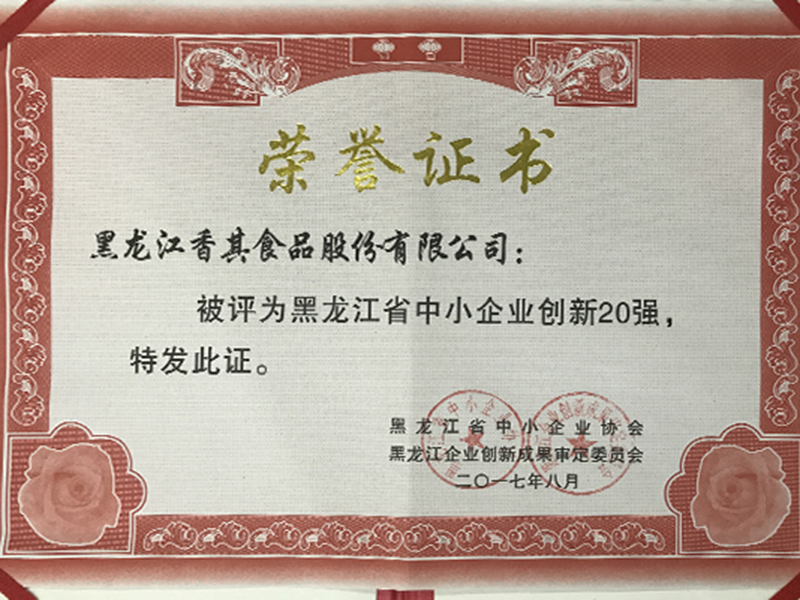 荣誉证书
黑龙江香其食品股份有限公司：
被评为黑龙江省中小企业创新20强，
特发此证。
黑龙江省中小企业协会
黑龙江企业创新成果审定委员会
二〇一七年八月